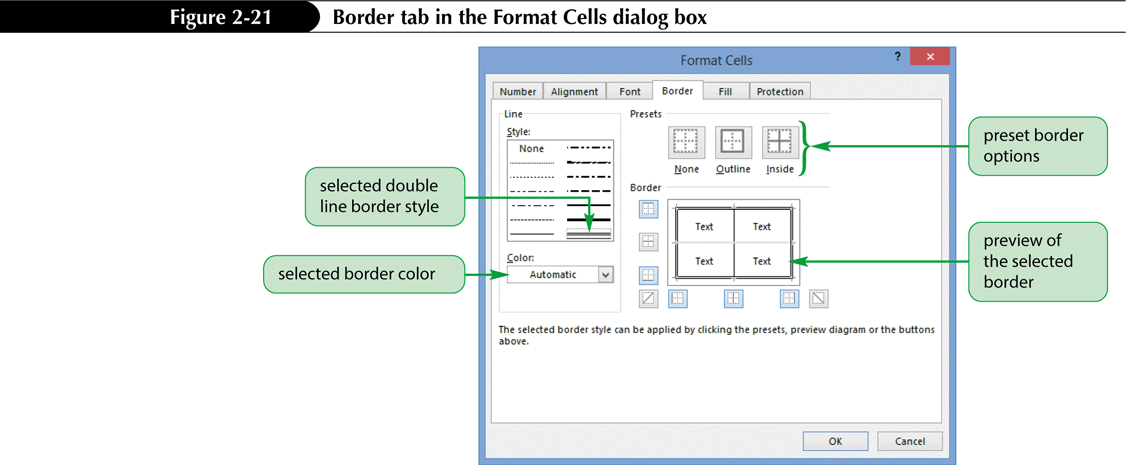 Figure 2-21 Border tab in the Format Cells dialog box
Format Cells
?
Number Alignment Font Border Fill Protection
Line
Style:
None
Color:
Automatic
Presets
None Outline Inside
Border
Text Text
Text Text
The selected border style can be applied by clicking the presets, preview diagram or the buttons
above.
OK Cancel
selected double
line border style
selected border color
preset border
options
preview of
the selected
border